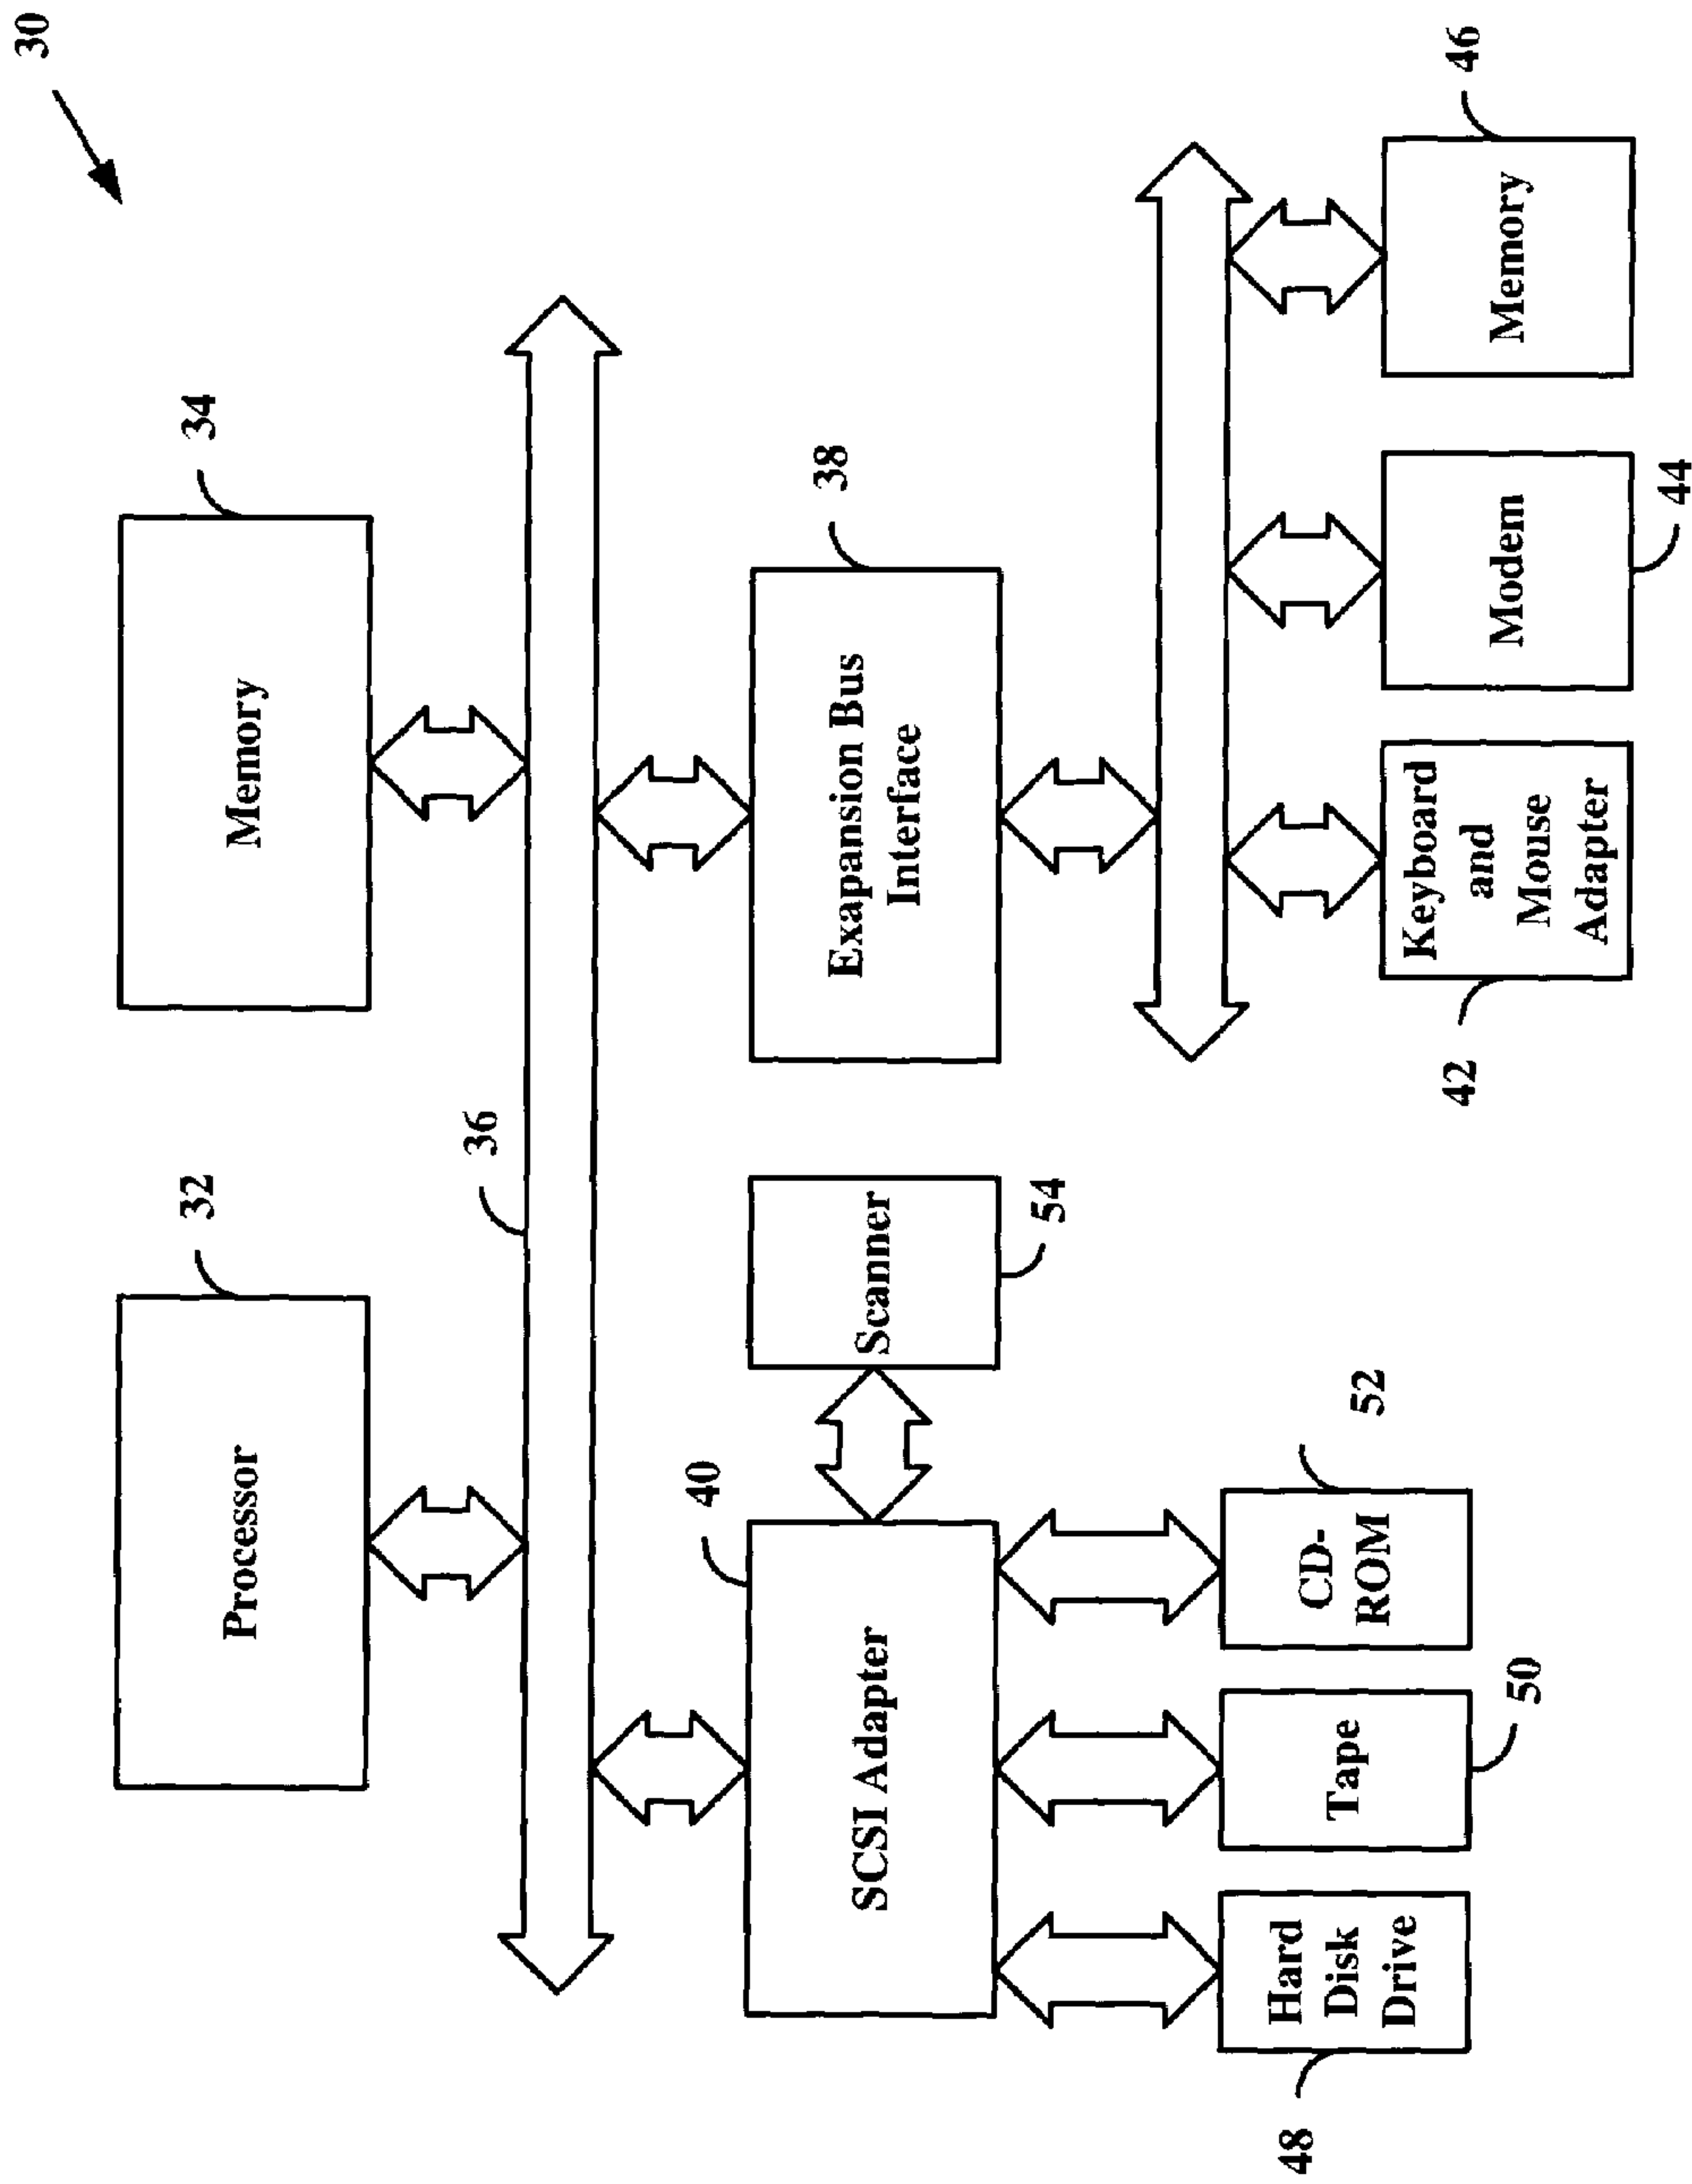 30
32
34
Processor
Memory
36
40
38
SCSI Adapter
Scanner
Exapansion Bus
Interface
54
52
48
Hard
Disk
Drive
Tape
CD-
ROM
50
42
Keyboard
and
Mouse
Adapter
Modem
Memory
46
44